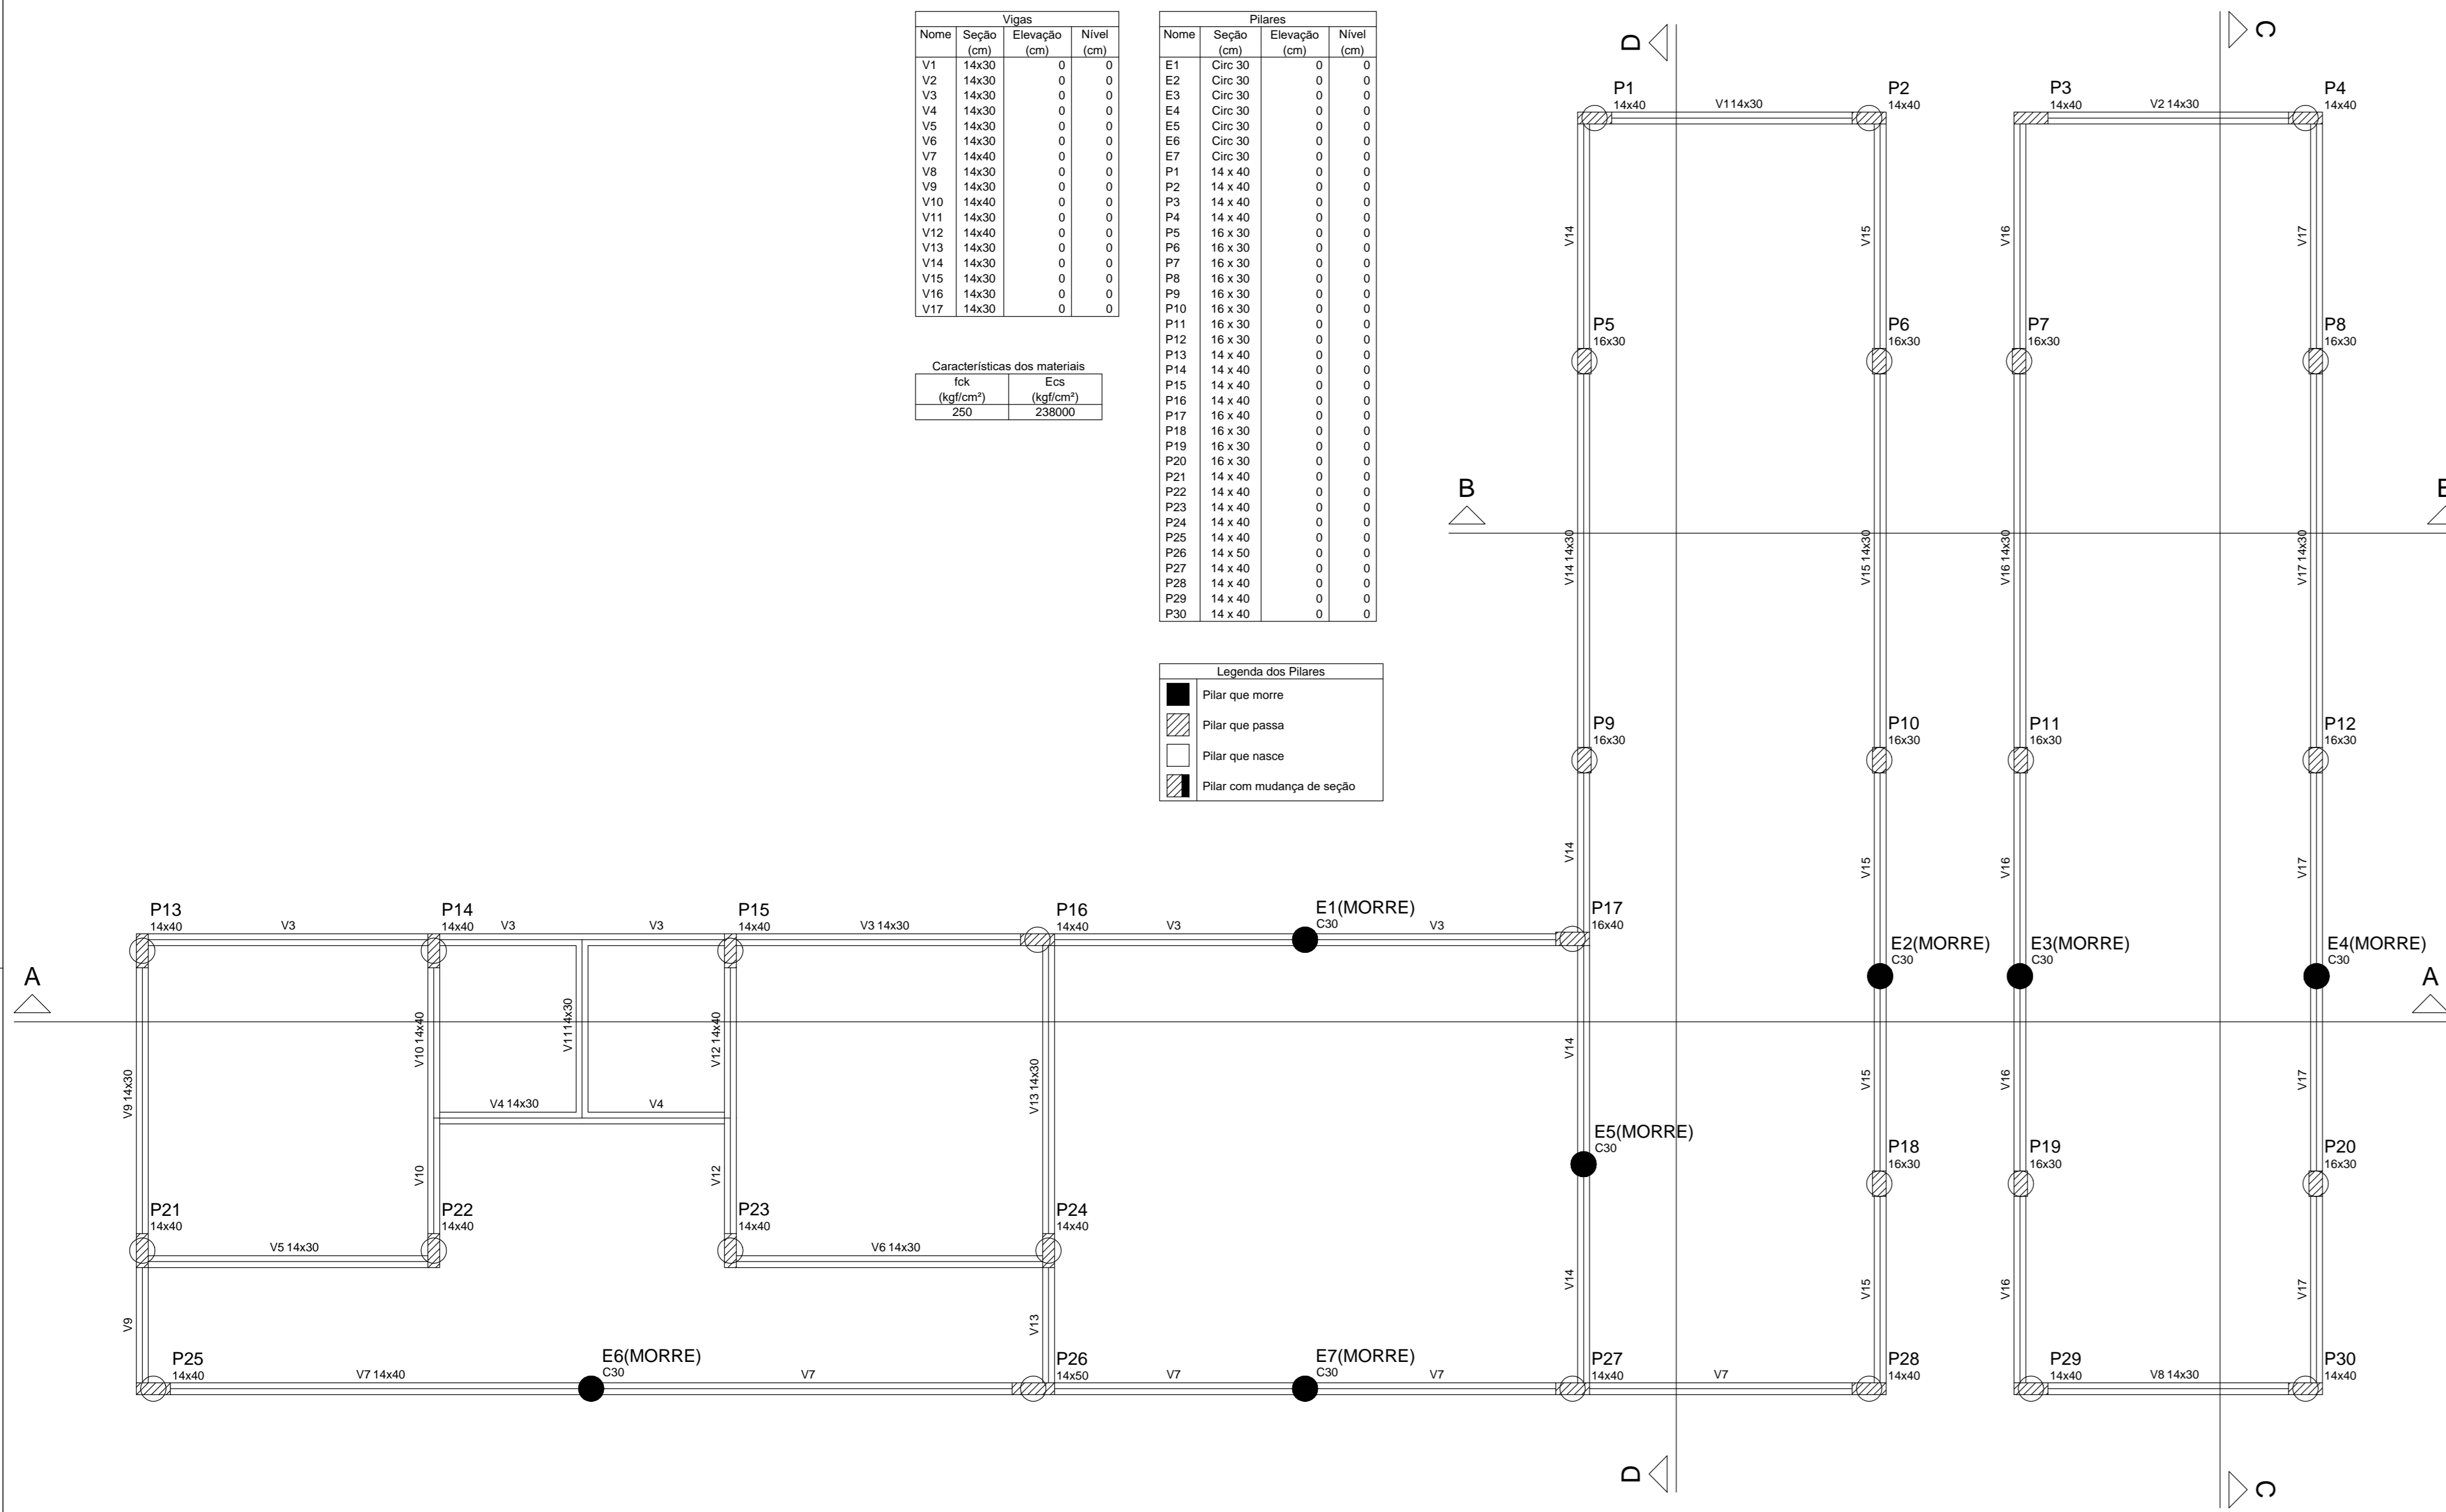 Vigas
Nome Seção Elevação Nível
(cm) (cm) (cm)
V1 14x30 0 0
V2 14x30 0 0
V3 14x30 0 0
V4 14x30 0 0
V5 14x30 0 0
V6 14x30 0 0
V7 14x40 0 0
V8 14x30 0 0
V9 14x30 0 0
V10 14x40 0 0
V11 14x30 0 0
V12 14x40 0 0
V13 14x30 0 0
V14 14x30 0 0
V15 14x30 0 0
V16 14x30 0 0
V17 14x30 0 0
Características dos materiais
fck Ecs
(kgf/cm²) (kgf/cm²)
250 238000
Pilares
Nome Seção Elevação Nível
(cm) (cm) (cm)
E1 Circ 30 0 0
E2 Circ 30 0 0
E3 Circ 30 0 0
E4 Circ 30 0 0
E5 Circ 30 0 0
E6 Circ 30 0 0
E7 Circ 30 0 0
P1 14 x 40 0 0
P2 14 x 40 0 0
P3 14 x 40 0 0
P4 14 x 40 0 0
P5 16 x 30 0 0
P6 16 x 30 0 0
P7 16 x 30 0 0
P8 16 x 30 0 0
P9 16 x 30 0 0
P10 16 x 30 0 0
P11 16 x 30 0 0
P12 16 x 30 0 0
P13 14 x 40 0 0
P14 14 x 40 0 0
P15 14 x 40 0 0
P16 14 x 40 0 0
P17 16 x 40 0 0
P18 16 x 30 0 0
P19 16 x 30 0 0
P20 16 x 30 0 0
P21 14 x 40 0 0
P22 14 x 40 0 0
P23 14 x 40 0 0
P24 14 x 40 0 0
P25 14 x 40 0 0
P26 14 x 50 0 0
P27 14 x 40 0 0
P28 14 x 40 0 0
P29 14 x 40 0 0
P30 14 x 40 0 0
Legenda dos Pilares
Pilar que morre
Pilar que passa
Pilar que nasce
Pilar com mudança de seção
D
C
P1
14x40
V1 14x30
P2
14x40
P3
14x40
V2 14x30
P4
14x40
V14
V15
V16
V17
P5
16x30
P6
16x30
P7
16x30
P8
16x30
B
V14 14x30
V15 14x30
V16 14x30
V17 14x30
P9
16x30
P10
16x30
P11
16x30
P12
16x30
V14
V15
V16
V17
P13
14x40
V3
P14
14x40
V3
V3
P15
14x40
V3 14x30
P16
14x40
V3
E1(MORRE)
C30
V3
P17
16x40
E2(MORRE)
C30
E3(MORRE)
C30
E4(MORRE)
C30
A
A
V9 14x30
V10 14x40
V11 14x30
V12 14x40
V13 14x30
V14
V15
V16
V17
V4 14x30
V4
E5(MORRE)
C30
P18
16x30
P19
16x30
P20
16x30
V10
V12
P21
14x40
V5 14x30
P22
14x40
P23
14x40
V6 14x30
P24
14x40
V9
V13
V14
V15
V16
V17
P25
14x40
V7 14x40
E6(MORRE)
C30
V7
P26
14x50
V7
E7(MORRE)
C30
V7
P27
14x40
V7
P28
14x40
P29
14x40
V8 14x30
P30
14x40
D
C